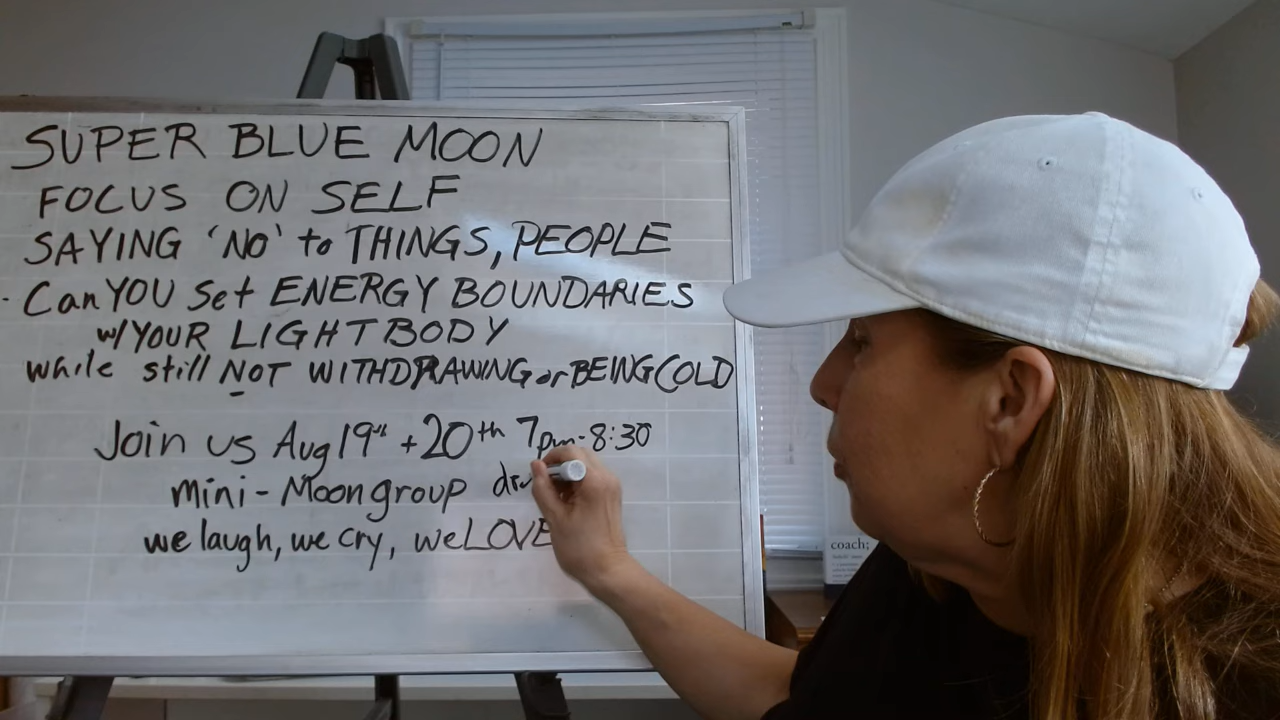 SUPER BLUE MOON
FOCUS ON SELF
SAYING 'NO' to THINGS, PEOPLE
· Can YOU set ENERGY BOUNDARIES
w/YOUR LIGHTBODY
while still NOT WITHDRAWING or BEING COLD
Join us Aug 19th + 20th 7pm-8:30
mini-Moongroup
we laugh, we cry, we LOVE
coach;